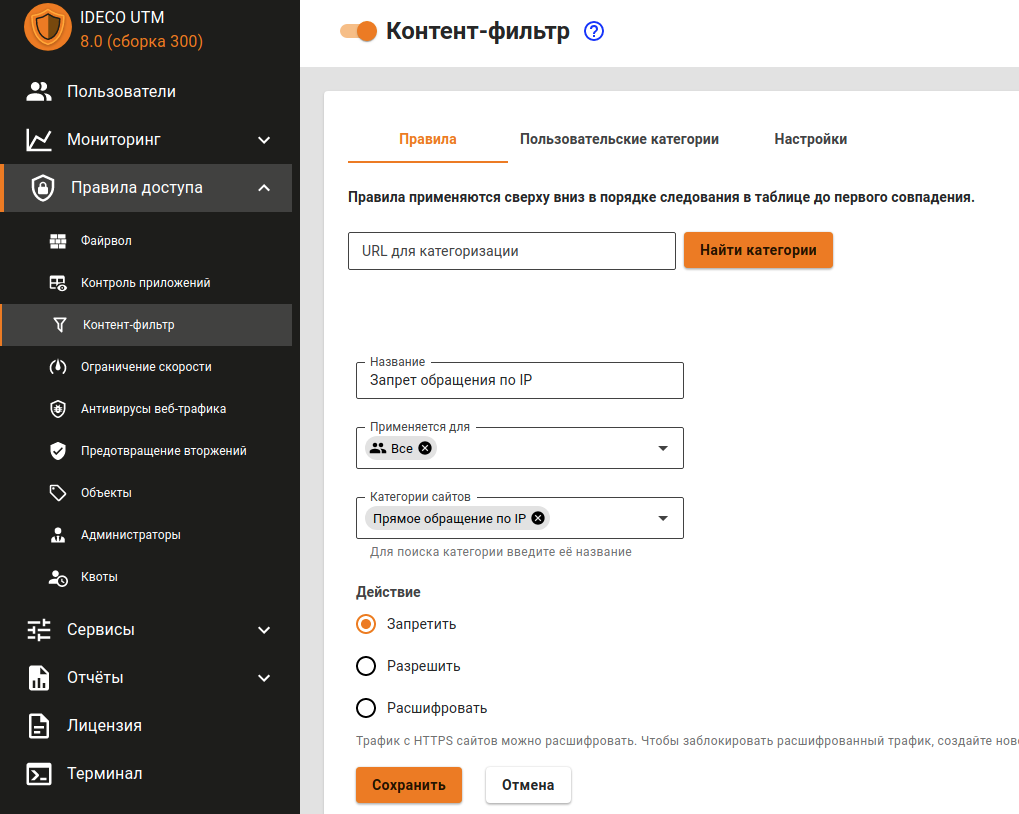 IDECO UTM
8.0 (сборка 300)
Пользователи
Мониторинг
Правила доступа
Файрвол
Контроль приложений
Контент-фильтр
Ограничение скорости
Антивирусы веб-трафика
Предотвращение вторжений
Объекты
Администраторы
Квоты
Сервисы
Отчёты
Лицензия
Терминал
Контент-фильтр ?
Правила Пользовательские категории Настройки
Правила применяются сверху вниз в порядке следования в таблице до первого совпадения.
URL для категоризации Найти категории
Название
Запрет обращения по IP
Применяется для
Все
Категории сайтов
Прямое обращение по IP
Для поиска категории введите её название
Действие
Запретить
Разрешить
Расшифровать
Трафик с HTTPS сайтов можно расшифровать. Чтобы заблокировать расшифрованный трафик, создайте нов
Сохранить Отмена